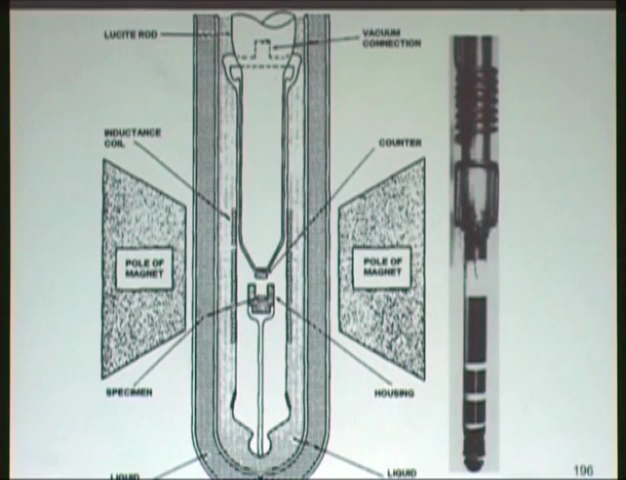 LUCITE ROD
VACUUM
CONNECTION
INDUCTANCE
COIL
COUNTER
POLE OF
MAGNET
POLE OF
MAGNET
SPECIMEN
HOUSING
LIQUID
LIQUID
196